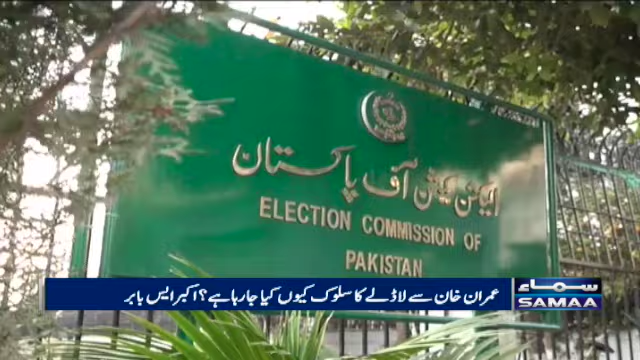 الیکشن کمیشن آف پاکستان
ELECTION COMMISSION OF
PAKISTAN
عمران خان سے لاڈلے کا سلوک کیوں کیا جارہا ہے؟ اکبر ایس بابر
سماء
SAMAA